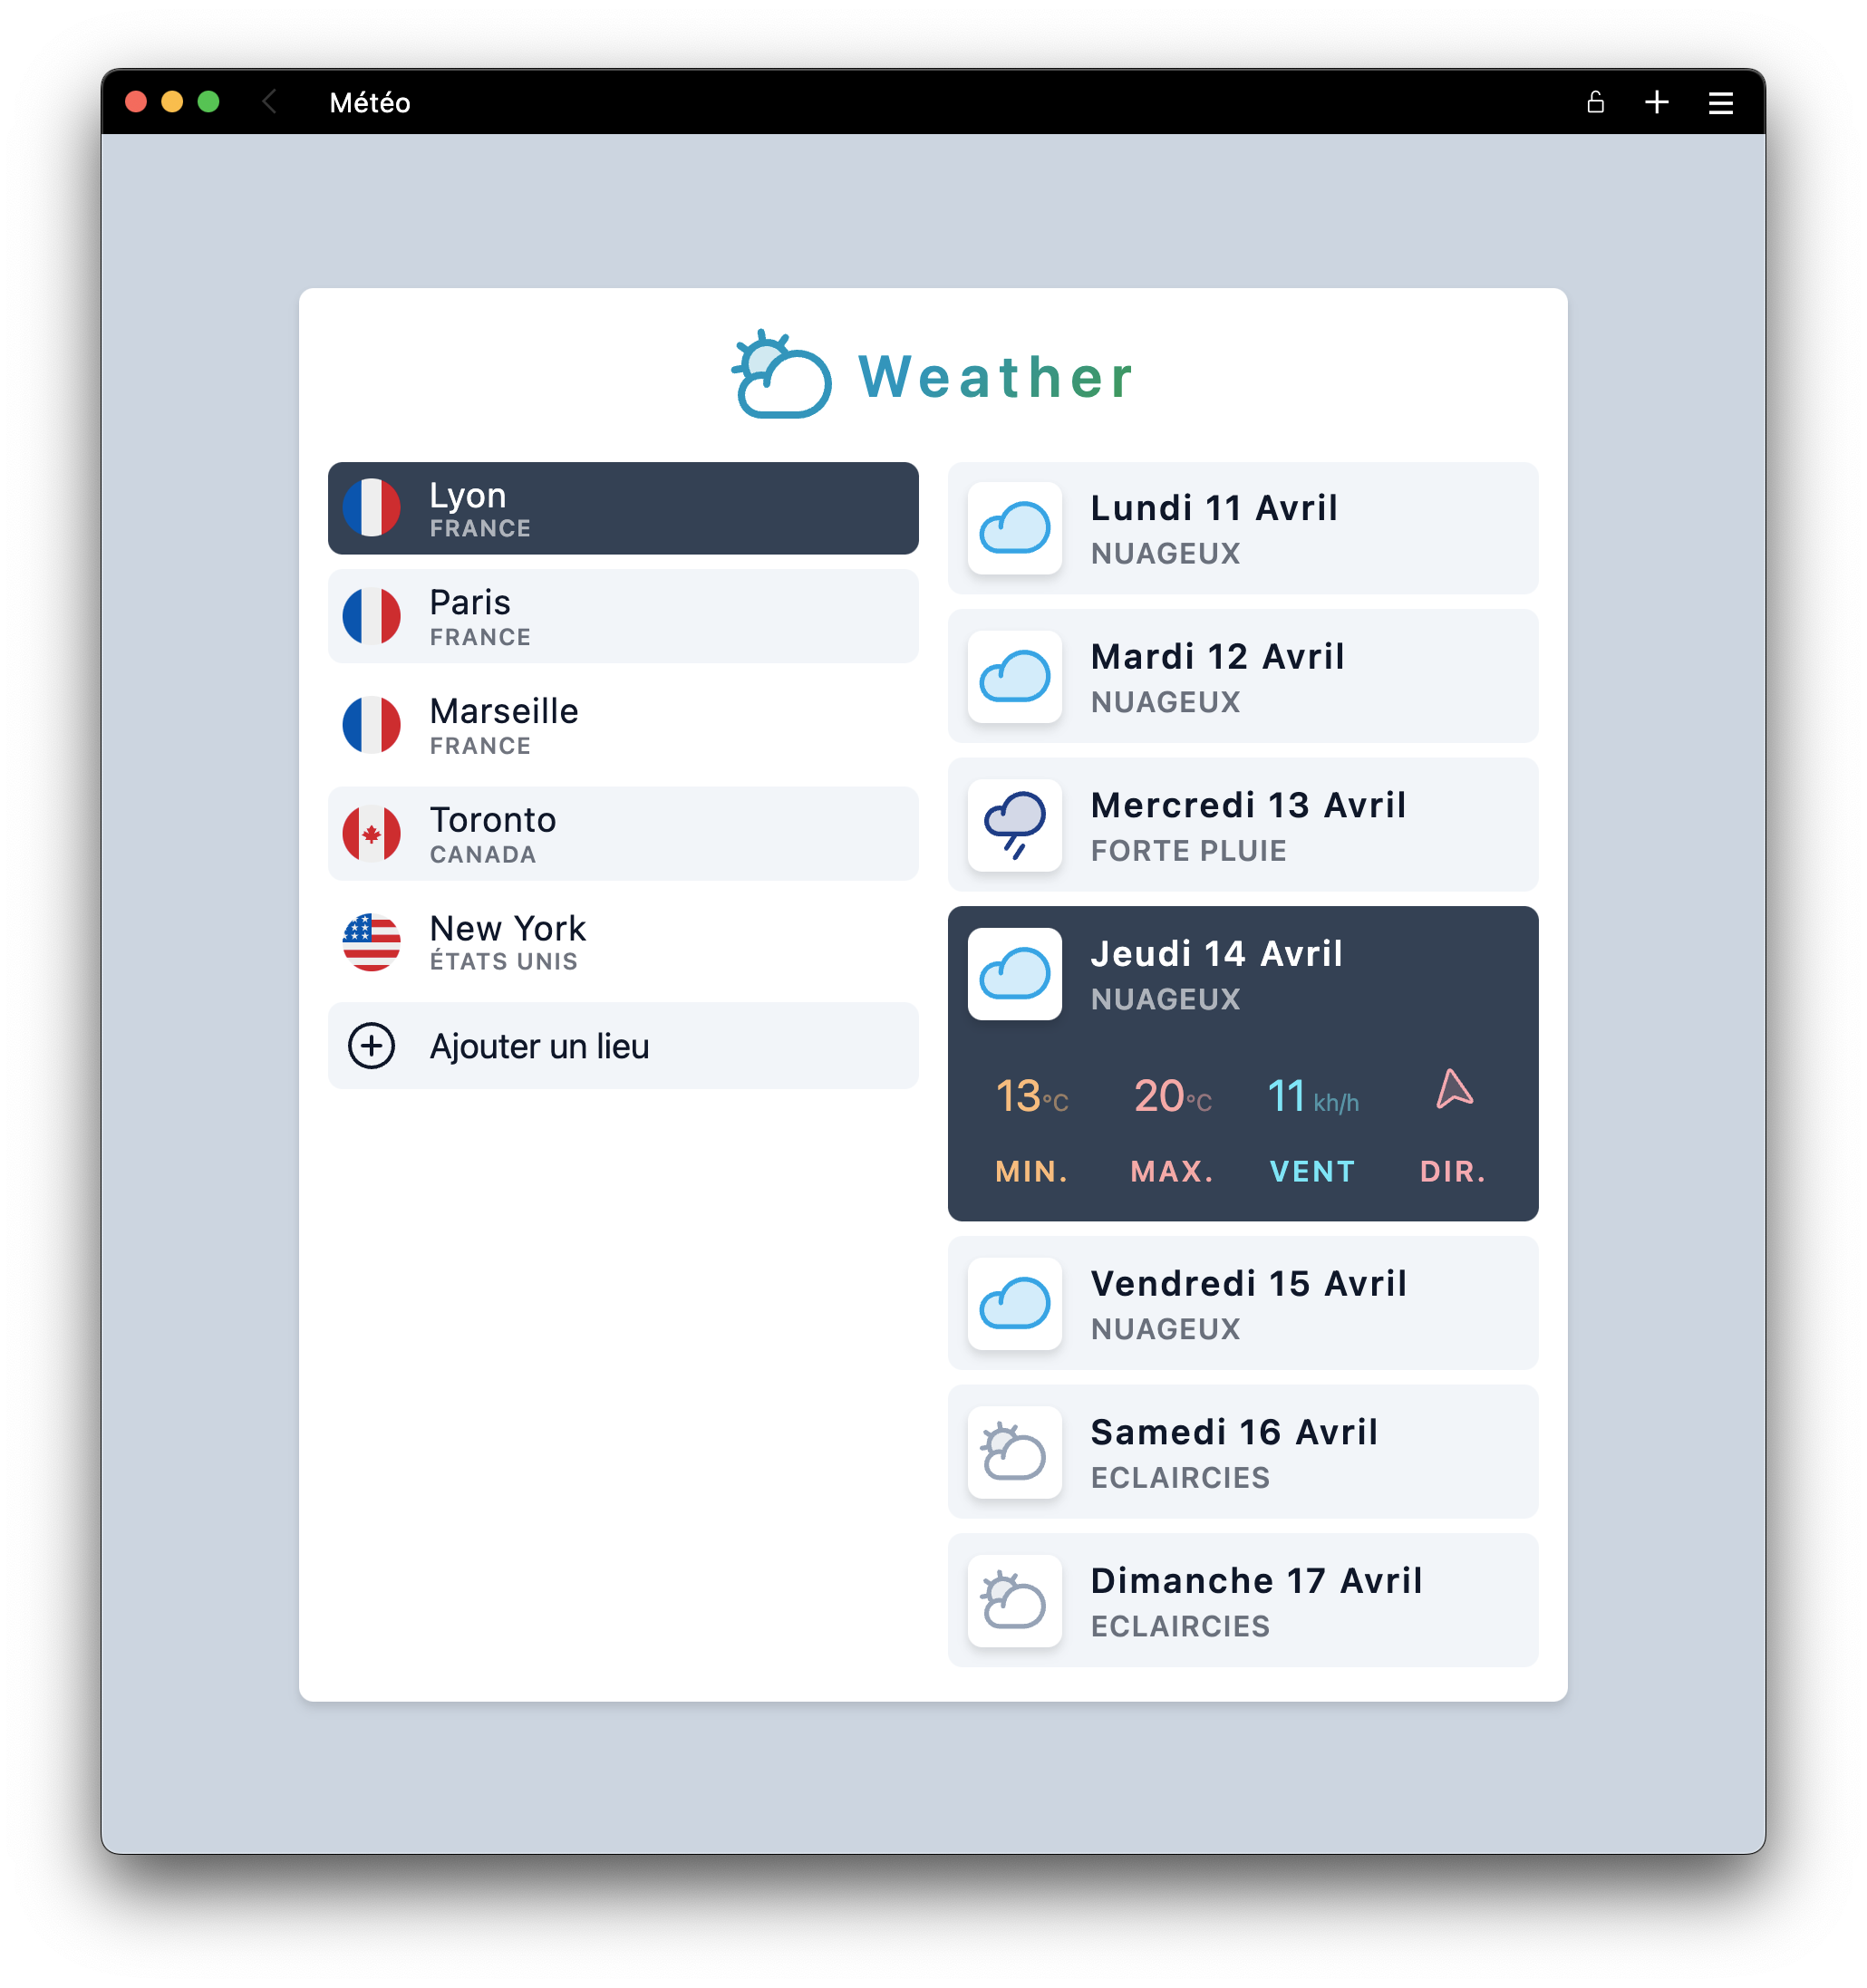 Météo
Weather
Lyon
FRANCE
Paris
FRANCE
Marseille
FRANCE
Toronto
CANADA
New York
ÉTATS UNIS
Ajouter un lieu
Lundi 11 Avril
NUAGEUX
Mardi 12 Avril
NUAGEUX
Mercredi 13 Avril
FORTE PLUIE
Jeudi 14 Avril
NUAGEUX
13°C 20°C 11 kh/h
MIN. MAX. VENT DIR.
Vendredi 15 Avril
NUAGEUX
Samedi 16 Avril
ECLAIRCIES
Dimanche 17 Avril
ECLAIRCIES